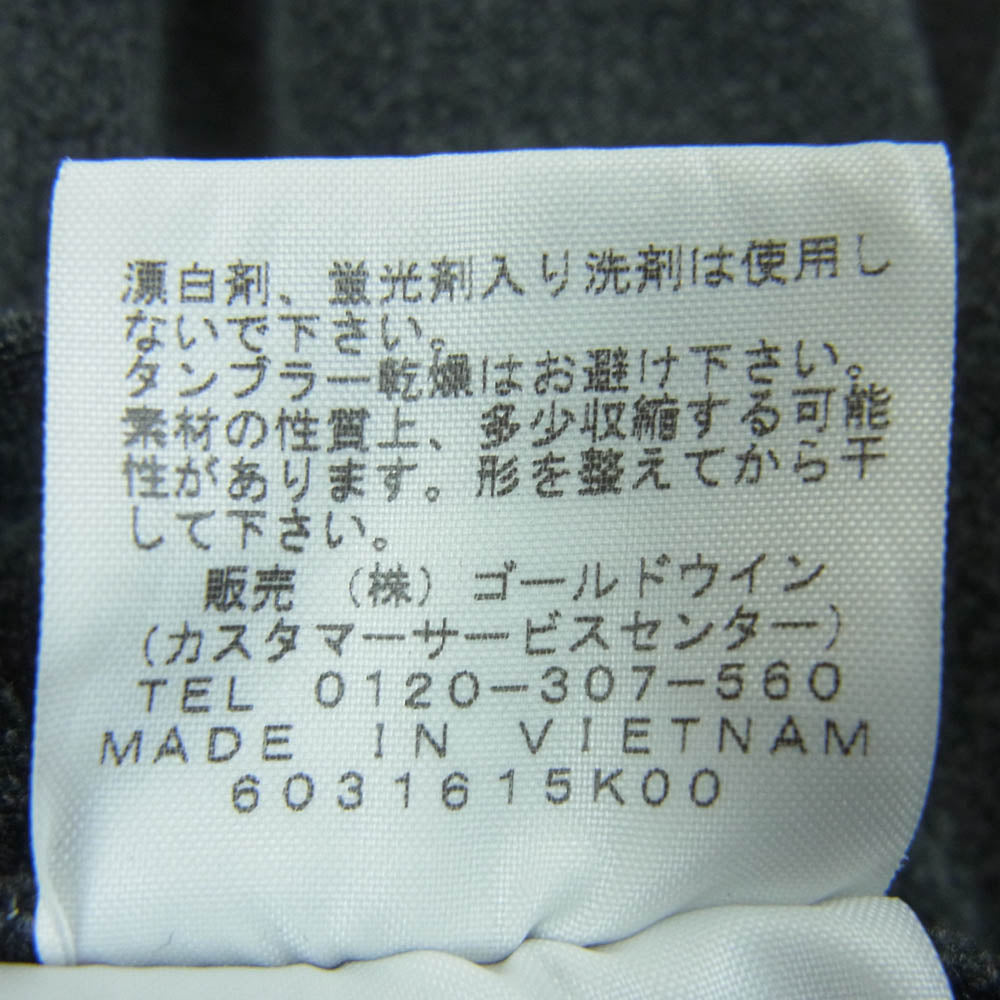 漂白剤、蛍光剤入り洗剤は使用し
ないで下さい。
タンブラー乾燥はお避け下さい。
素材の性質上、多少収縮する可能
性があります。形を整えてから干
して下さい。
販売 (株) ゴールドウイン
(カスタマーサービスセンター)
TEL 0120-307-560
MADE IN VIETNAM
6031615K00